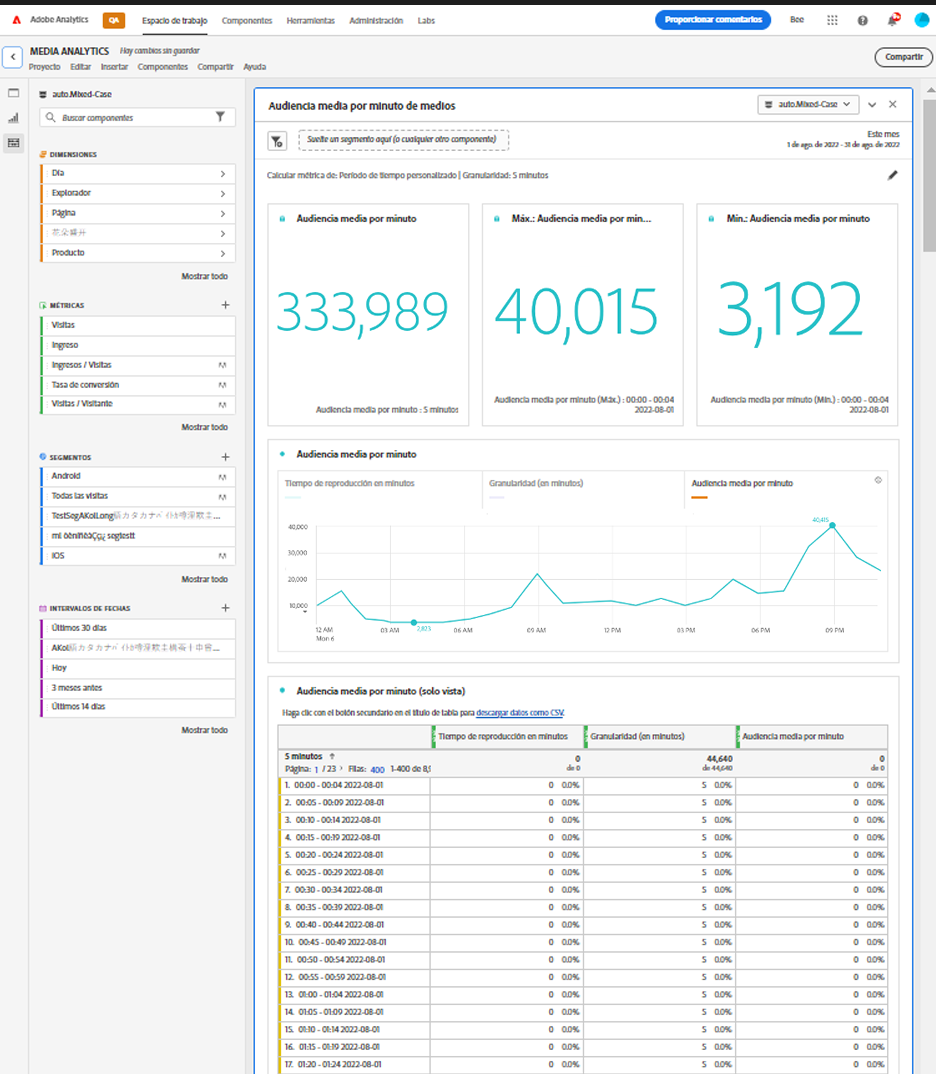 Adobe Analytics QA Espacio de trabajo Componentes Herramientas Administración Labs Proporcionar comentarios Bee
MEDIA ANALYTICS Hay cambios sin guardar
Proyecto Editar Insertar Componentes Compartir Ayuda
Compartir
auto.Mixed-Case
Buscar componentes
DIMENSIONES
Día
Explorador
Página
Producto
Mostrar todo
MÉTRICAS
Visitas
Ingreso
Ingresos / Visitas
Tasa de conversión
Visitas / Visitante
Mostrar todo
SEGMENTOS
Android
Todas las visitas
TestSegAKolLong
iOS
Mostrar todo
INTERVALOS DE FECHAS
Últimos 30 días
Hoy
3 meses antes
Últimos 14 días
Mostrar todo
Audiencia media por minuto de medios
auto.Mixed-Case
Suelte un segmento aquí (o cualquier otro componente)
Este mes
1 de ago. de 2022 - 31 de ago. de 2022
Calcular métrica de: Período de tiempo personalizado | Granularidad: 5 minutos
Audiencia media por minuto
333,989
Audiencia media por minuto : 5 minutos
Máx.: Audiencia media por min...
40,015
Audiencia media por minuto (Máx.) : 00:00 - 00:04
2022-08-01
Mín.: Audiencia media por minuto
3,192
Audiencia media por minuto (Mín.) : 00:00 - 00:04
2022-08-01
Audiencia media por minuto
Tiempo de reproducción en minutos Granularidad (en minutos) Audiencia media por minuto
40,000
30,000
20,000
10,000
12 AM 03 AM 06 AM 09 AM 12 PM 03 PM 06 PM 09 PM
Mon 6
Audiencia media por minuto (solo vista)
Haga clic con el botón secundario en el título de tabla para descargar datos como CSV.
Tiempo de reproducción en minutos Granularidad (en minutos) Audiencia media por minuto
5 minutos ↑ 0 44,640 0
Página: 1 / 23 > Filas: 400 1-400 de 8,9 de 0 de 44,640 de 0
1. 00:00 - 00:04 2022-08-01 0 0.0% 5 0.0% 0 0.0%
2. 00:05 - 00:09 2022-08-01 0 0.0% 5 0.0% 0 0.0%
3. 00:10 - 00:14 2022-08-01 0 0.0% 5 0.0% 0 0.0%
4. 00:15 - 00:19 2022-08-01 0 0.0% 5 0.0% 0 0.0%
5. 00:20 - 00:24 2022-08-01 0 0.0% 5 0.0% 0 0.0%
6. 00:25 - 00:29 2022-08-01 0 0.0% 5 0.0% 0 0.0%
7. 00:30 - 00:34 2022-08-01 0 0.0% 5 0.0% 0 0.0%
8. 00:35 - 00:39 2022-08-01 0 0.0% 5 0.0% 0 0.0%
9. 00:40 - 00:44 2022-08-01 0 0.0% 5 0.0% 0 0.0%
10. 00:45 - 00:49 2022-08-01 0 0.0% 5 0.0% 0 0.0%
11. 00:50 - 00:54 2022-08-01 0 0.0% 5 0.0% 0 0.0%
12. 00:55 - 00:59 2022-08-01 0 0.0% 5 0.0% 0 0.0%
13. 01:00 - 01:04 2022-08-01 0 0.0% 5 0.0% 0 0.0%
14. 01:05 - 01:09 2022-08-01 0 0.0% 5 0.0% 0 0.0%
15. 01:10 - 01:14 2022-08-01 0 0.0% 5 0.0% 0 0.0%
16. 01:15 - 01:19 2022-08-01 0 0.0% 5 0.0% 0 0.0%
17. 01:20 - 01:24 2022-08-01 0 0.0% 5 0.0% 0 0.0%